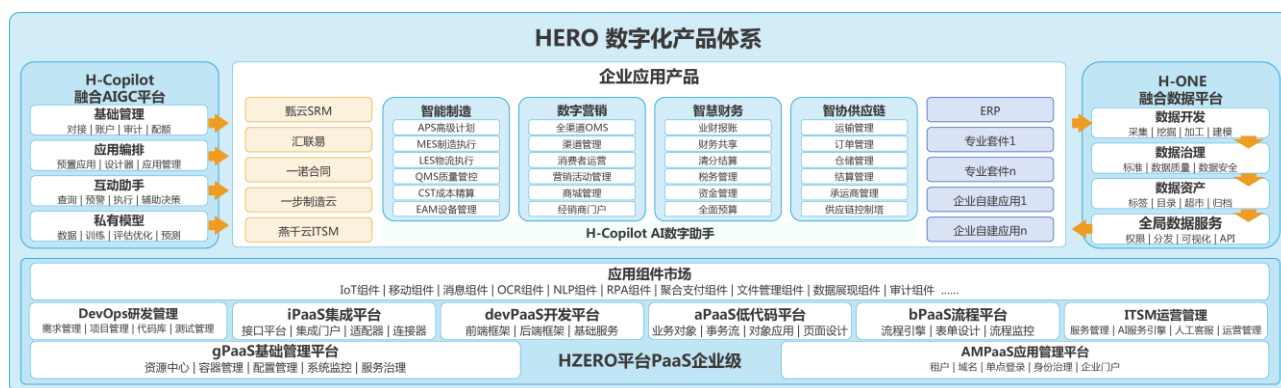 HERO 数字化产品体系
H-Copilot
融合AIGC平台
基础管理
对接 | 账户 | 审计 | 配额
应用编排
预置应用 | 设计器 | 应用管理
互动助手
查询 | 预警 | 执行 | 辅助决策
私有模型
数据 | 训练 | 评估优化 | 预测
企业应用产品
甄云SRM
汇联易
一诺合同
一步制造云
燕千云ITSM
智能制造
APS高级计划
MES制造执行
LES物流执行
QMS质量管控
CST成本精算
EAM设备管理
数字营销
全渠道OMS
渠道管理
消费者运营
营销活动管理
商城管理
经销商门户
智慧财务
业财报账
财务共享
清分结算
税务管理
资金管理
全面预算
智协供应链
运输管理
订单管理
仓储管理
结算管理
承运商管理
供应链控制塔
H-Copilot AI数字助手
ERP
专业套件1
专业套件n
企业自建应用1
企业自建应用n
H-ONE
融合数据平台
数据开发
采集 | 挖掘 | 加工 | 建模
数据治理
标准 | 数据质量 | 数据安全
数据资产
标签 | 目录 | 超市 | 归档
全局数据服务
权限 | 分发 | 可视化 | API
应用组件市场
IoT组件 | 移动组件 | 消息组件 | OCR组件 | NLP组件 | RPA组件 | 聚合支付组件 | 文件管理组件 | 数据展现组件 | 审计组件 ......
DevOps研发管理
需求管理 | 项目管理 | 代码库 | 测试管理
iPaaS集成平台
接口平台 | 集成门户 | 适配器 | 连接器
devPaaS开发平台
前端框架 | 后端框架 | 基础服务
aPaaS低代码平台
业务对象 | 事务流 | 对象应用 | 页面设计
bPaaS流程平台
流程引擎 | 表单设计 | 流程监控
ITSM运营管理
服务管理 | AI服务引擎 | 人工客服 | 运营管理
gPaaS基础管理平台
资源中心 | 容器管理 | 配置管理 | 系统监控 | 服务治理
HZERO平台PaaS企业级
AMPaaS应用管理平台
租户 | 域名 | 单点登录 | 身份治理 | 企业门户